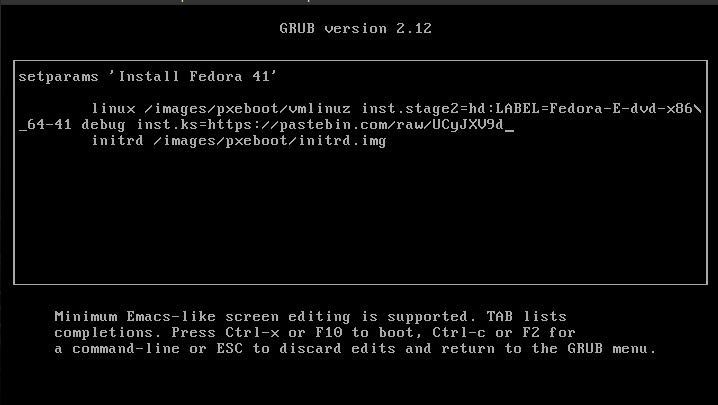 GRUB version 2.12
setparams 'Install Fedora 41'
linux /images/pxeboot/vmlinuz inst.stage2=hd:LABEL=Fedora-E-dvd-x86\
_64-41 debug inst.ks=https://pastebin.com/raw/UCyJXV9d_
initrd /images/pxeboot/initrd.img
Minimum Emacs-like screen editing is supported. TAB lists
completions. Press Ctrl-x or F10 to boot, Ctrl-c or F2 for
a command-line or ESC to discard edits and return to the GRUB menu.